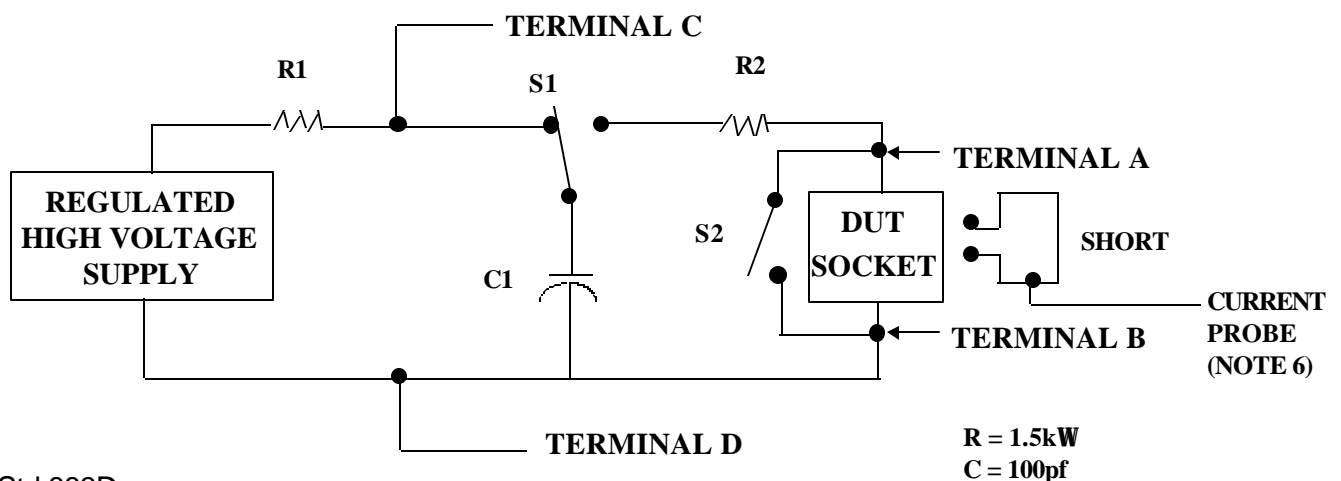 TERMINAL C
R1
S1
R2
TERMINAL A
REGULATED
HIGH VOLTAGE
SUPPLY
S2
DUT
SOCKET
SHORT
C1
CURRENT
PROBE
(NOTE 6)
TERMINAL B
TERMINAL D
R = 1.5kW
C = 100pf